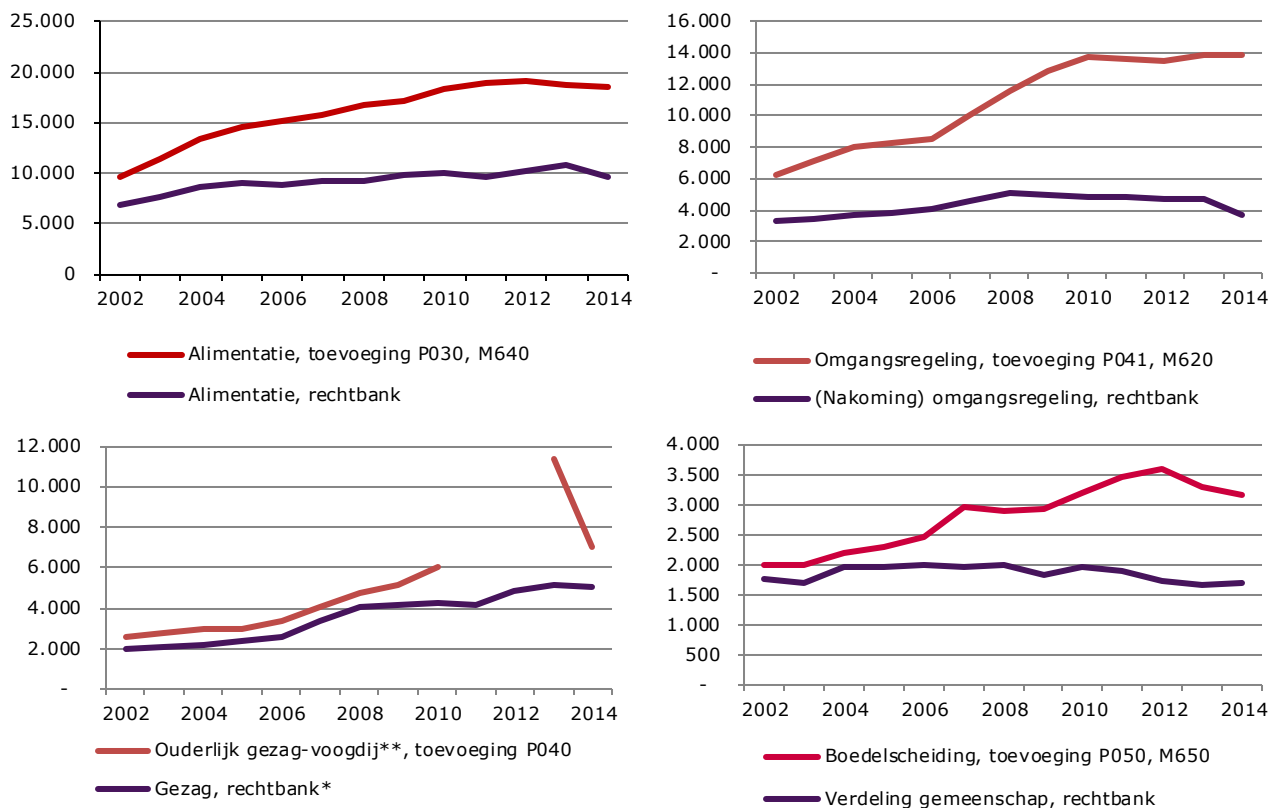 25.000
20.000
15.000
10.000
5.000
0
2002 2004 2006 2008 2010 2012 2014
Alimentatie, toevoeging P030, M640
Alimentatie, rechtbank
16.000
14.000
12.000
10.000
8.000
6.000
4.000
2.000
-
2002 2004 2006 2008 2010 2012 2014
Omgangsregeling, toevoeging P041, M620
(Nakoming) omgangsregeling, rechtbank
12.000
10.000
8.000
6.000
4.000
2.000
-
2002 2004 2006 2008 2010 2012 2014
Ouderlijk gezag-voogdij**, toevoeging P040
Gezag, rechtbank*
4.000
3.500
3.000
2.500
2.000
1.500
1.000
500
-
2002 2004 2006 2008 2010 2012 2014
Boedelscheiding, toevoeging P050, M650
Verdeling gemeenschap, rechtbank